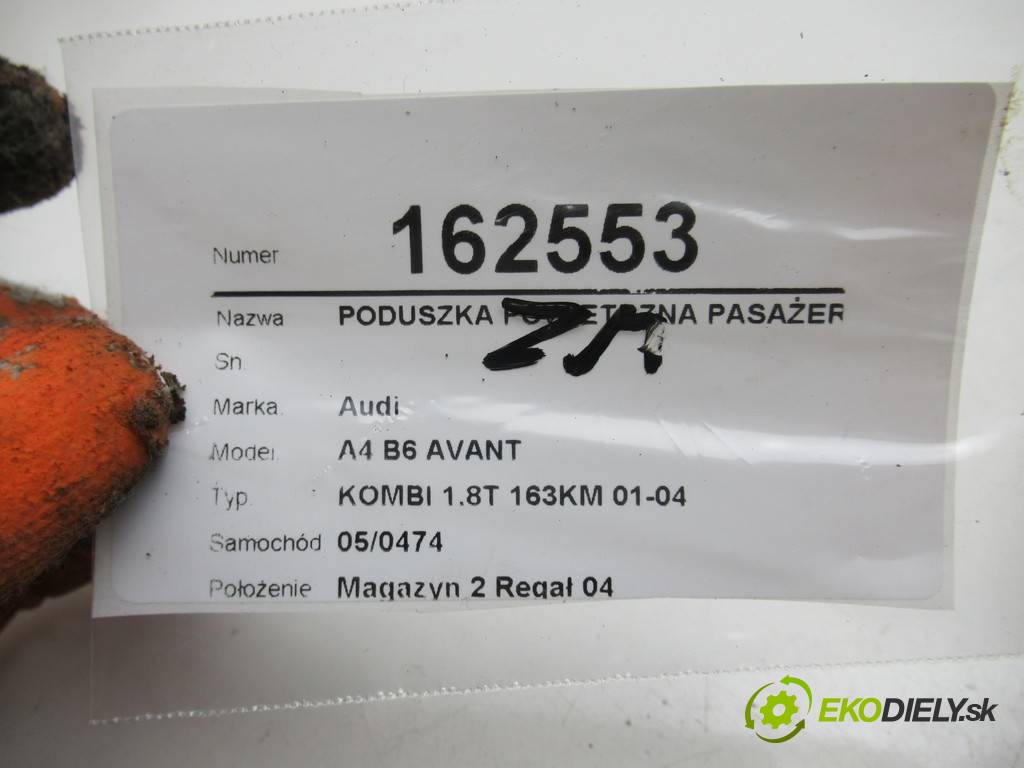 Numer 162553
Nazwa PODUSZKA POWIETRZNA PASAŻER
Sn.
Marka Audi
Model A4 B6 AVANT
Typ KOMBI 1.8T 163KM 01-04
Samochód 05/0474
Położenie Magazyn 2 Regał 04
EKODIELY.sk